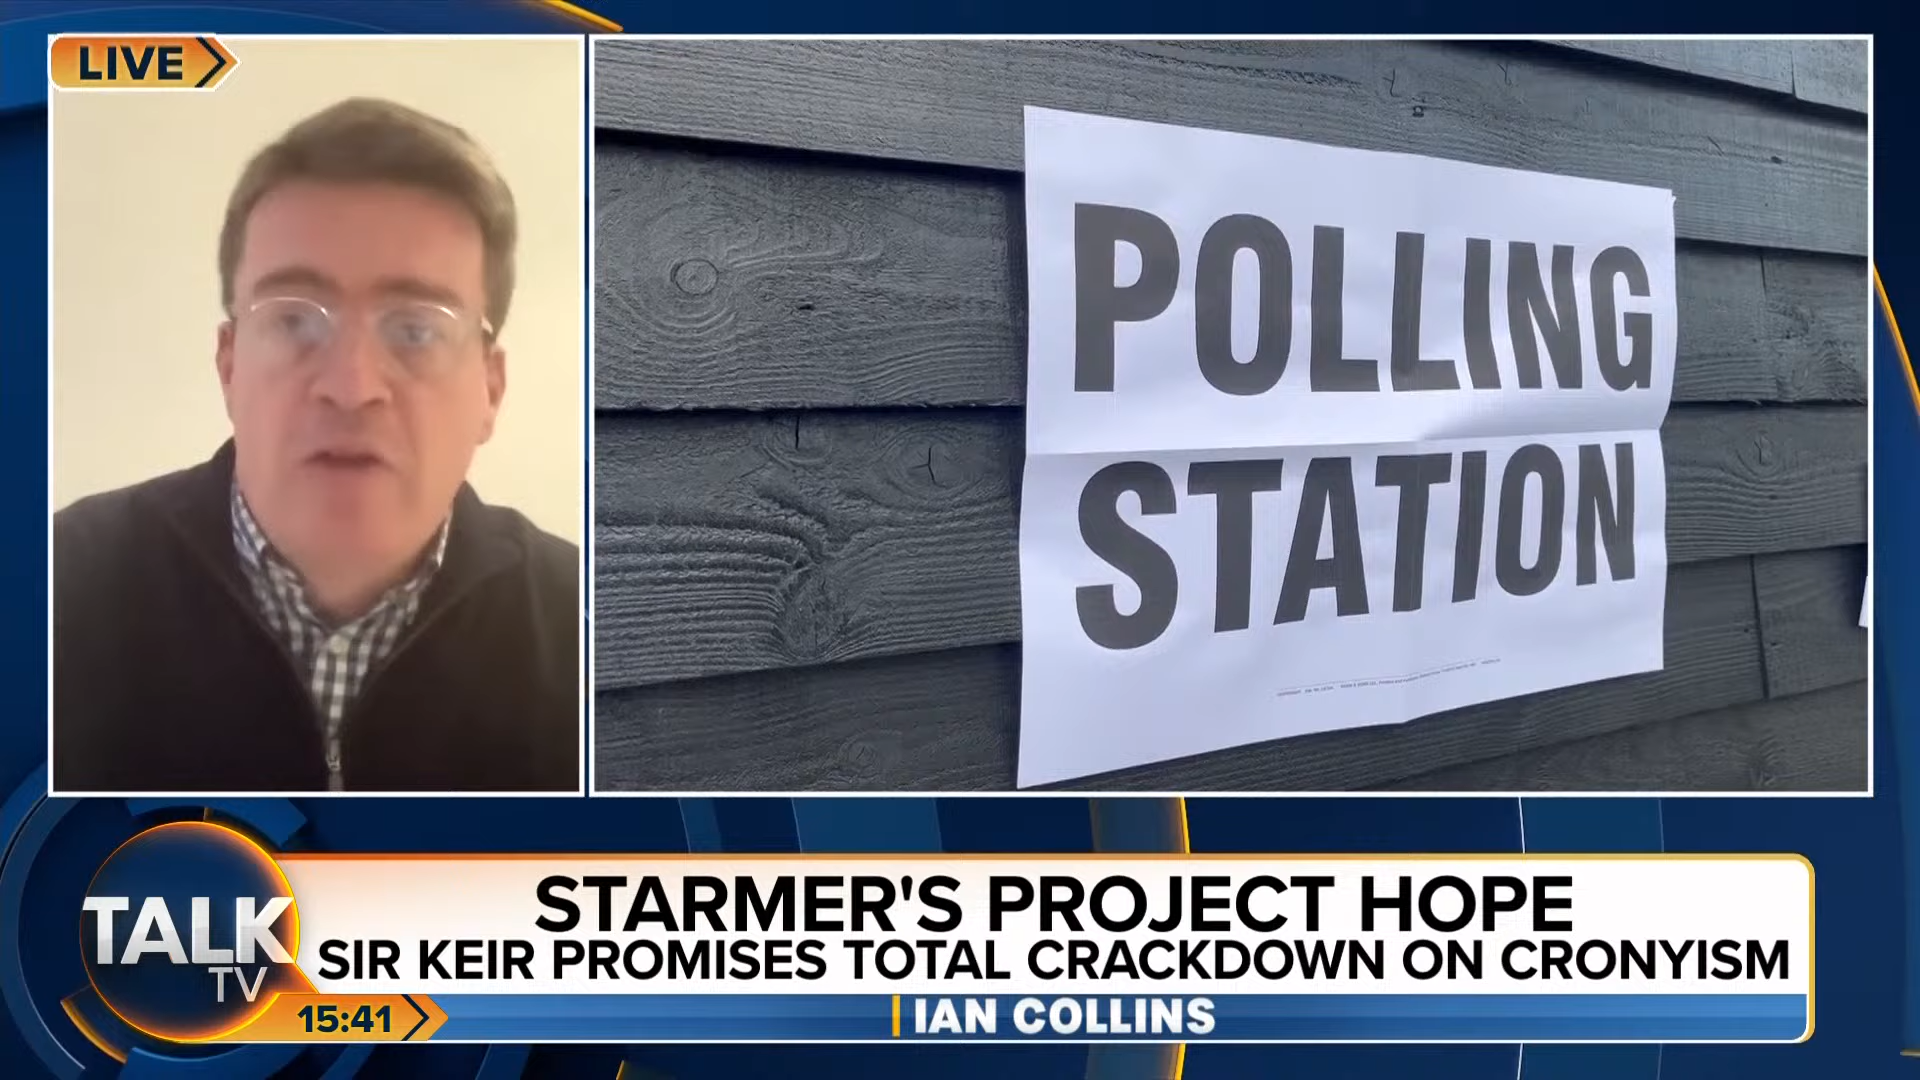 LIVE
POLLING
STATION
STARMER'S PROJECT HOPE
SIR KEIR PROMISES TOTAL CRACKDOWN ON CRONYISM
TALK
TV
15:41
IAN COLLINS